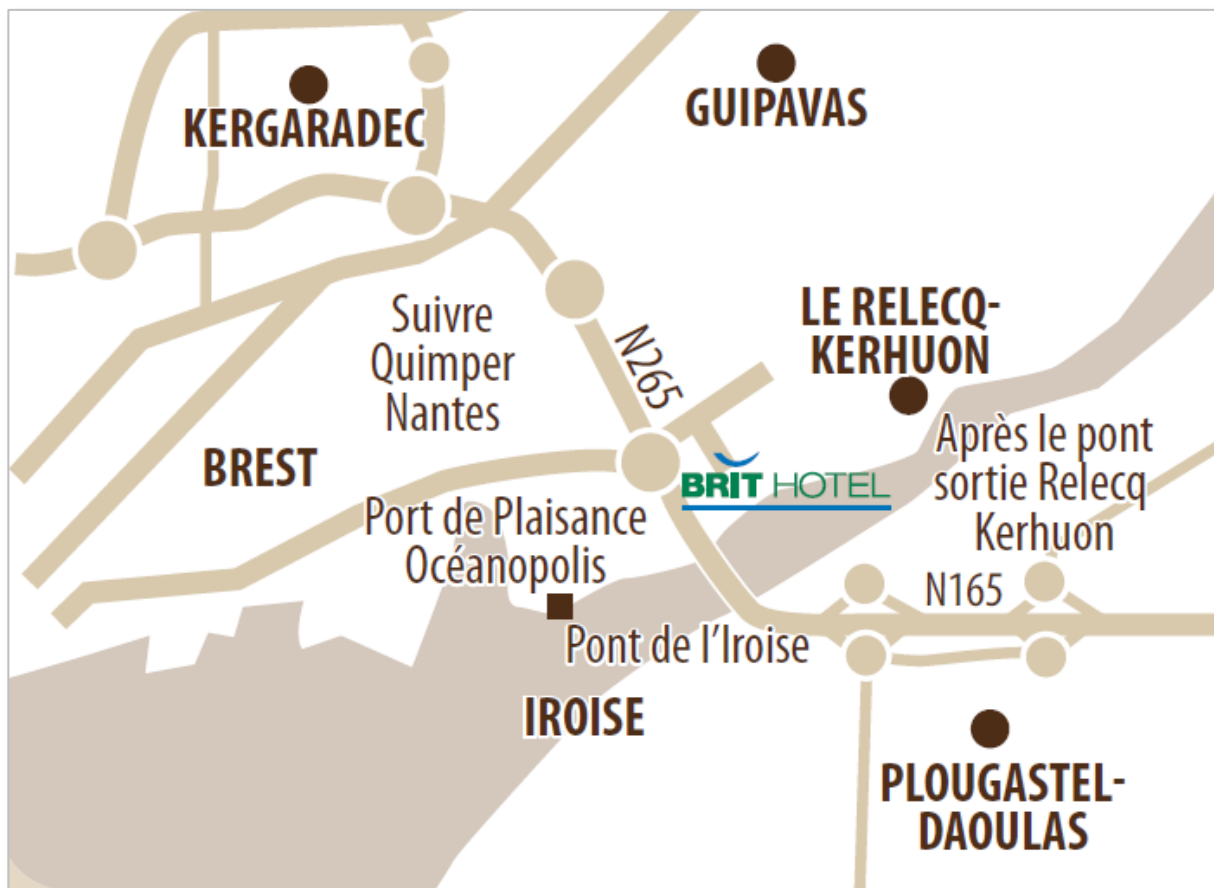 KERGARADEC
GUIPAVAS
Suivre
Quimper
Nantes
N265
LE RELECQ-
KERHUON
BREST
BRIT HOTEL
Après le pont
sortie Relecq
Kerhuon
Port de Plaisance
Océanopolis
N165
Pont de l'Iroise
IROISE
PLOUGASTEL-
DAOULAS